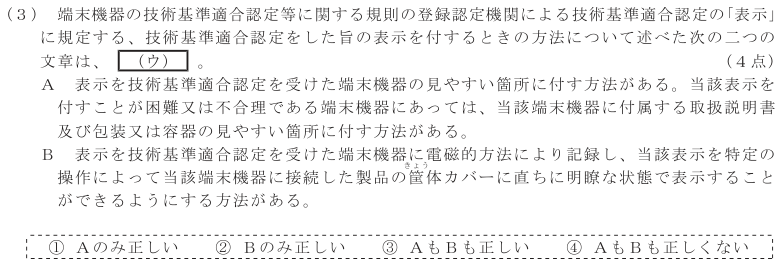 （３） 端末機器の技術基準適合認定等に関する規則の登録認定機関による技術基準適合認定の「表示」
に規定する、技術基準適合認定をした旨の表示を付するときの方法について述べた次の二つの
文章は、 （ウ） 。 （４点）
Ａ 表示を技術基準適合認定を受けた端末機器の見やすい箇所に付す方法がある。当該表示を
付すことが困難又は不合理である端末機器にあっては、当該端末機器に付属する取扱説明書
及び包装又は容器の見やすい箇所に付す方法がある。
Ｂ 表示を技術基準適合認定を受けた端末機器に電磁的方法により記録し、当該表示を特定の
きょう
操作によって当該端末機器に接続した製品の筐体カバーに直ちに明瞭な状態で表示すること
ができるようにする方法がある。
① Ａのみ正しい ② Ｂのみ正しい ③ ＡもＢも正しい ④ ＡもＢも正しくない